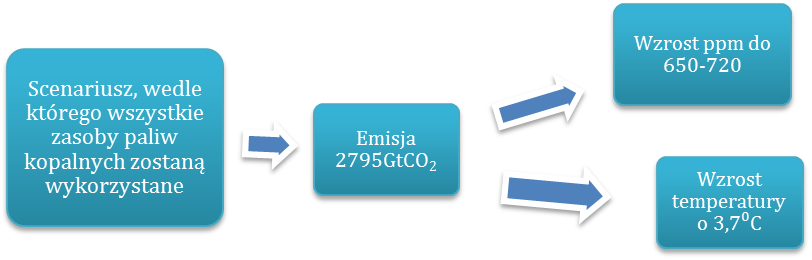 Scenariusz, wedle
którego wszystkie
zasoby paliw
kopalnych zostaną
wykorzystane
Emisja
2795GtCO₂
Wzrost ppm do
650-720
Wzrost
temperatury
o 3,7⁰C